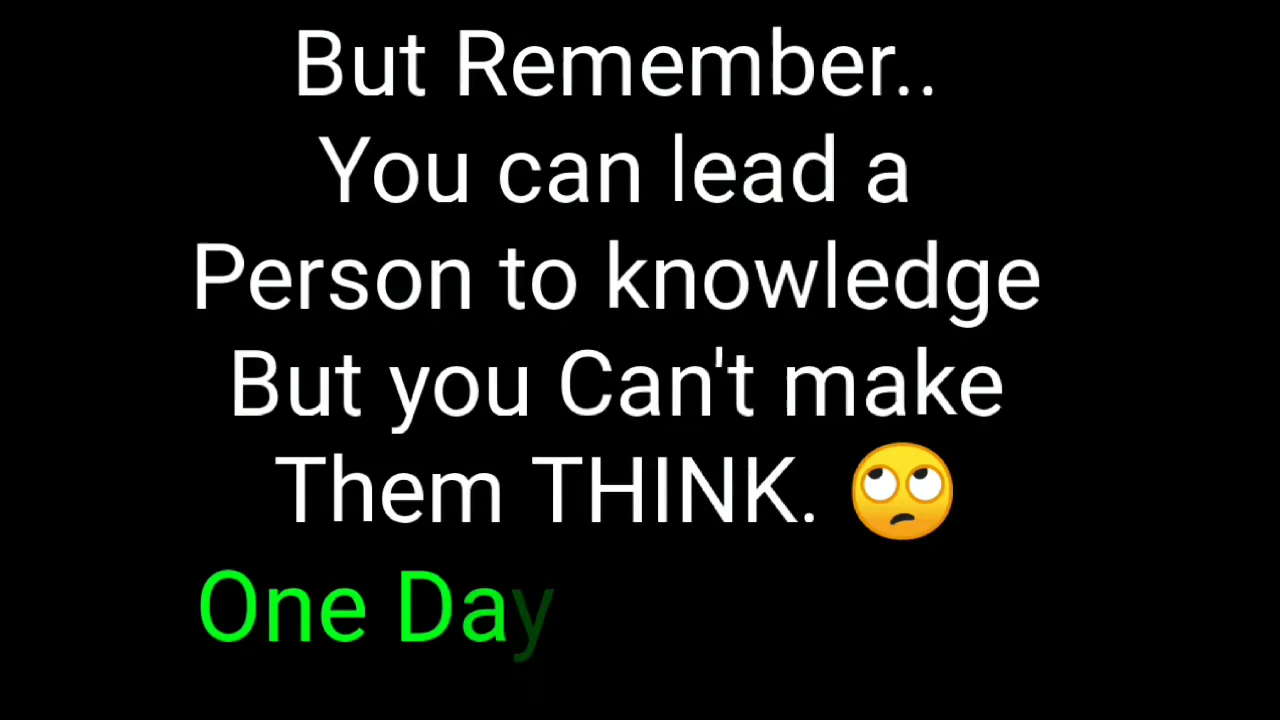 But Remember..
You can lead a
Person to knowledge
But you Can't make
Them THINK. 🙄
One Day